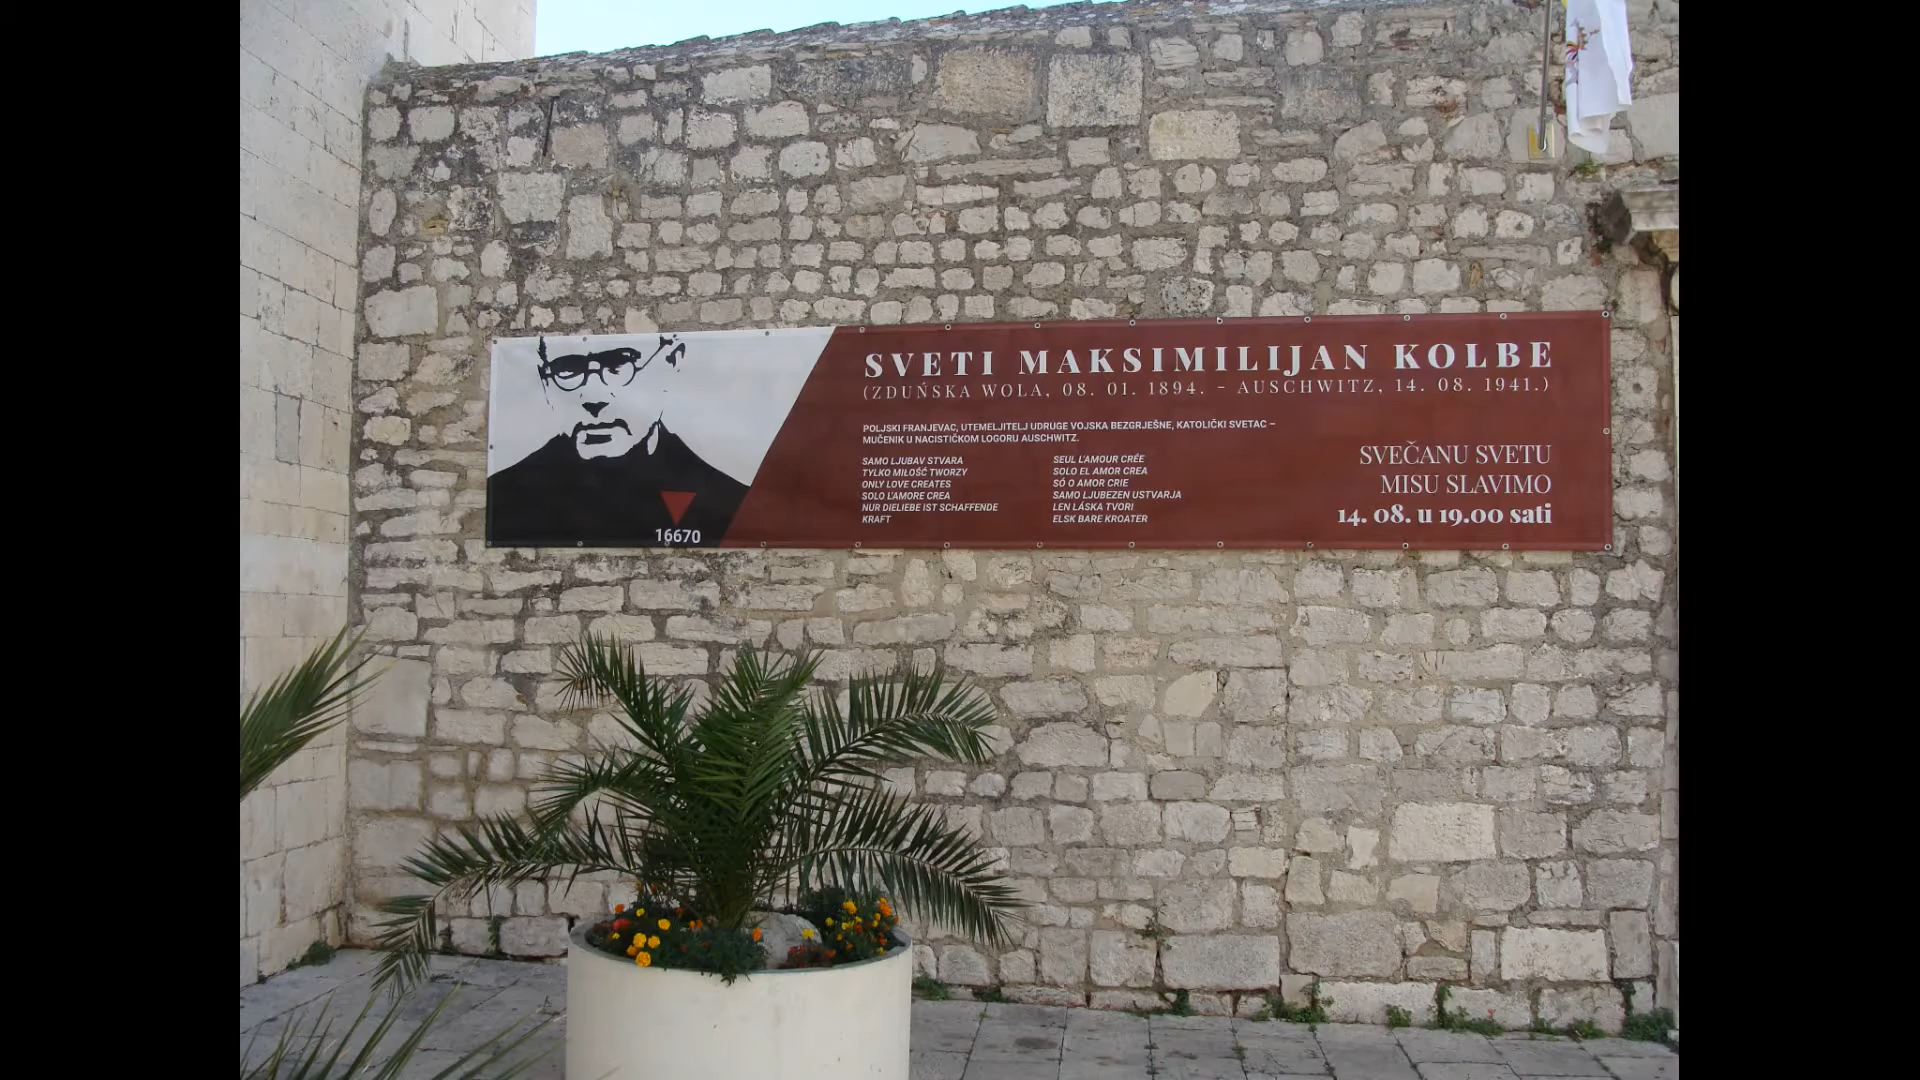 SVETI MAKSIMILIJAN KOLBE
(ZDUŃSKA WOLA, 08. 01. 1894. - AUSCHWITZ, 14. 08. 1941.)
POLJSKI FRANJEVAC, UTEMELJITELJ UDRUGE VOJSKA BEZGRJEŠNE, KATOLIČKI SVETAC –
MUČENIK U NACISTIČKOM LOGORU AUSCHWITZ.
SAMO LJUBAV STVARA
TYLKO MIŁOŚĆ TWORZY
ONLY LOVE CREATES
SOLO L'AMORE CREA
NUR DIELIEBE IST SCHAFFENDE
KRAFT
SEUL L'AMOUR CRÉE
SOLO EL AMOR CREA
SÓ O AMOR CRIE
SAMO LJUBEZEN USTVARJA
LEN LÁSKA TVORI
ELSK BARE KROATER
SVEČANU SVETU
MISU SLAVIMO
14. 08. u 19.00 sati
16670